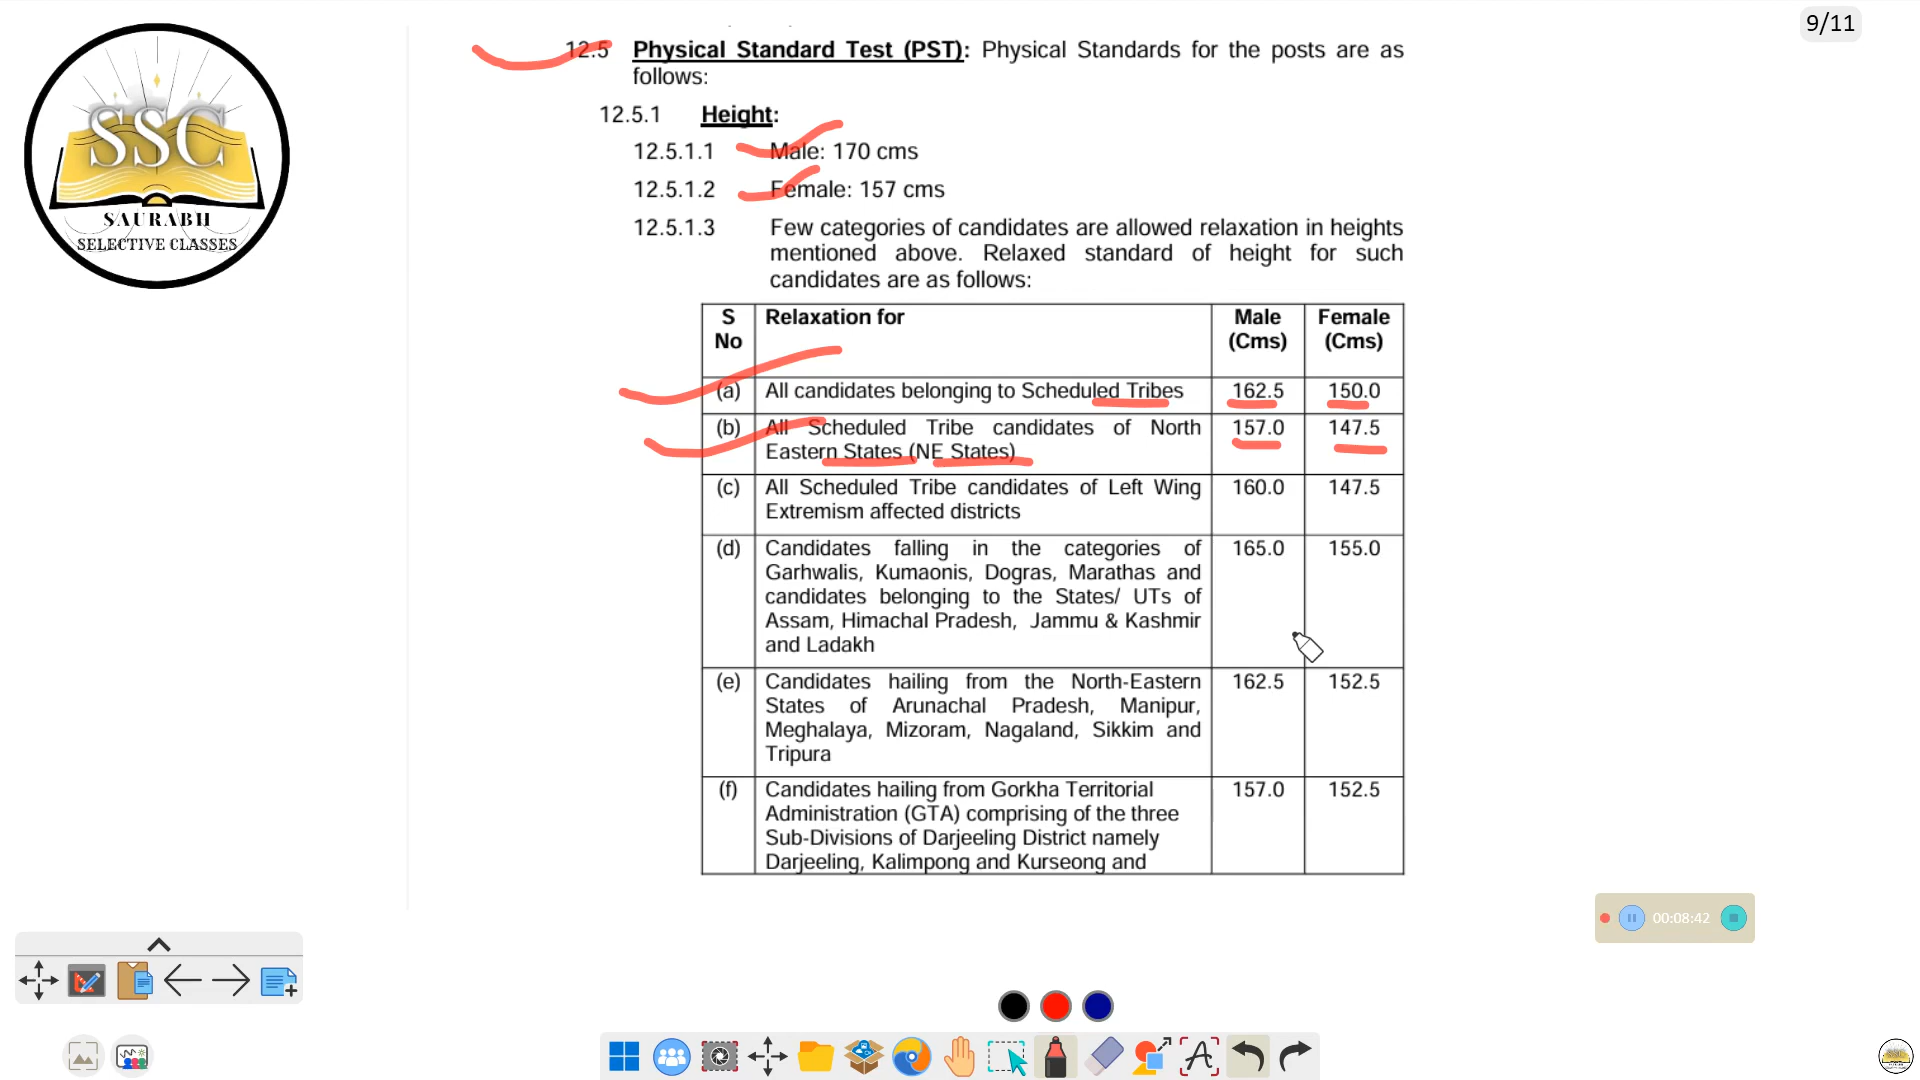 9/11
SSC
SAURABH
SELECTIVE CLASSES
12.5 Physical Standard Test (PST): Physical Standards for the posts are as
follows:
12.5.1 Height:
12.5.1.1 Male: 170 cms
12.5.1.2 Female: 157 cms
12.5.1.3 Few categories of candidates are allowed relaxation in heights
mentioned above. Relaxed standard of height for such
candidates are as follows:
S Relaxation for Male Female
No (Cms) (Cms)
(a) All candidates belonging to Scheduled Tribes 162.5 150.0
(b) All Scheduled Tribe candidates of North 157.0 147.5
Eastern States (NE States)
(c) All Scheduled Tribe candidates of Left Wing 160.0 147.5
Extremism affected districts
(d) Candidates falling in the categories of 165.0 155.0
Garhwalis, Kumaonis, Dogras, Marathas and
candidates belonging to the States/ UTs of
Assam, Himachal Pradesh, Jammu & Kashmir
and Ladakh
(e) Candidates hailing from the North-Eastern 162.5 152.5
States of Arunachal Pradesh, Manipur,
Meghalaya, Mizoram, Nagaland, Sikkim and
Tripura
(f) Candidates hailing from Gorkha Territorial 157.0 152.5
Administration (GTA) comprising of the three
Sub-Divisions of Darjeeling District namely
Darjeeling, Kalimpong and Kurseong and
00:08:42